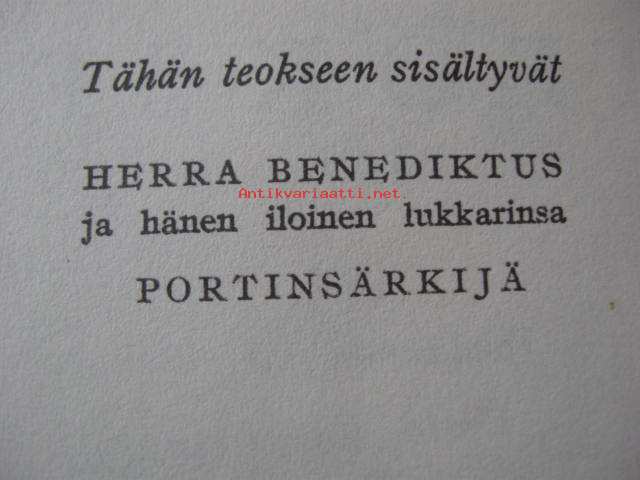 Tähän teokseen sisältyvät
HERRA BENEDIKTUS
Antikvariaatti.net
ja hänen iloinen lukkarinsa
PORTINSÄRKIJÄ